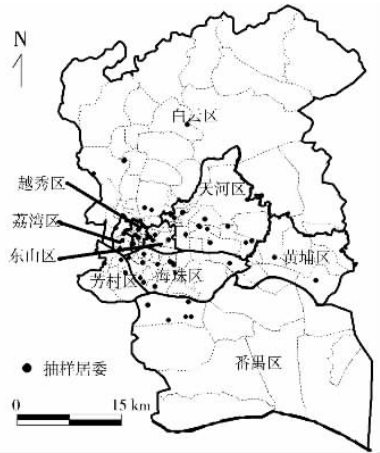 N
白云区
越秀区
天河区
荔湾区
东山区
黄埔区
芳村区
海珠区
番禺区
抽样居委
0 15 km